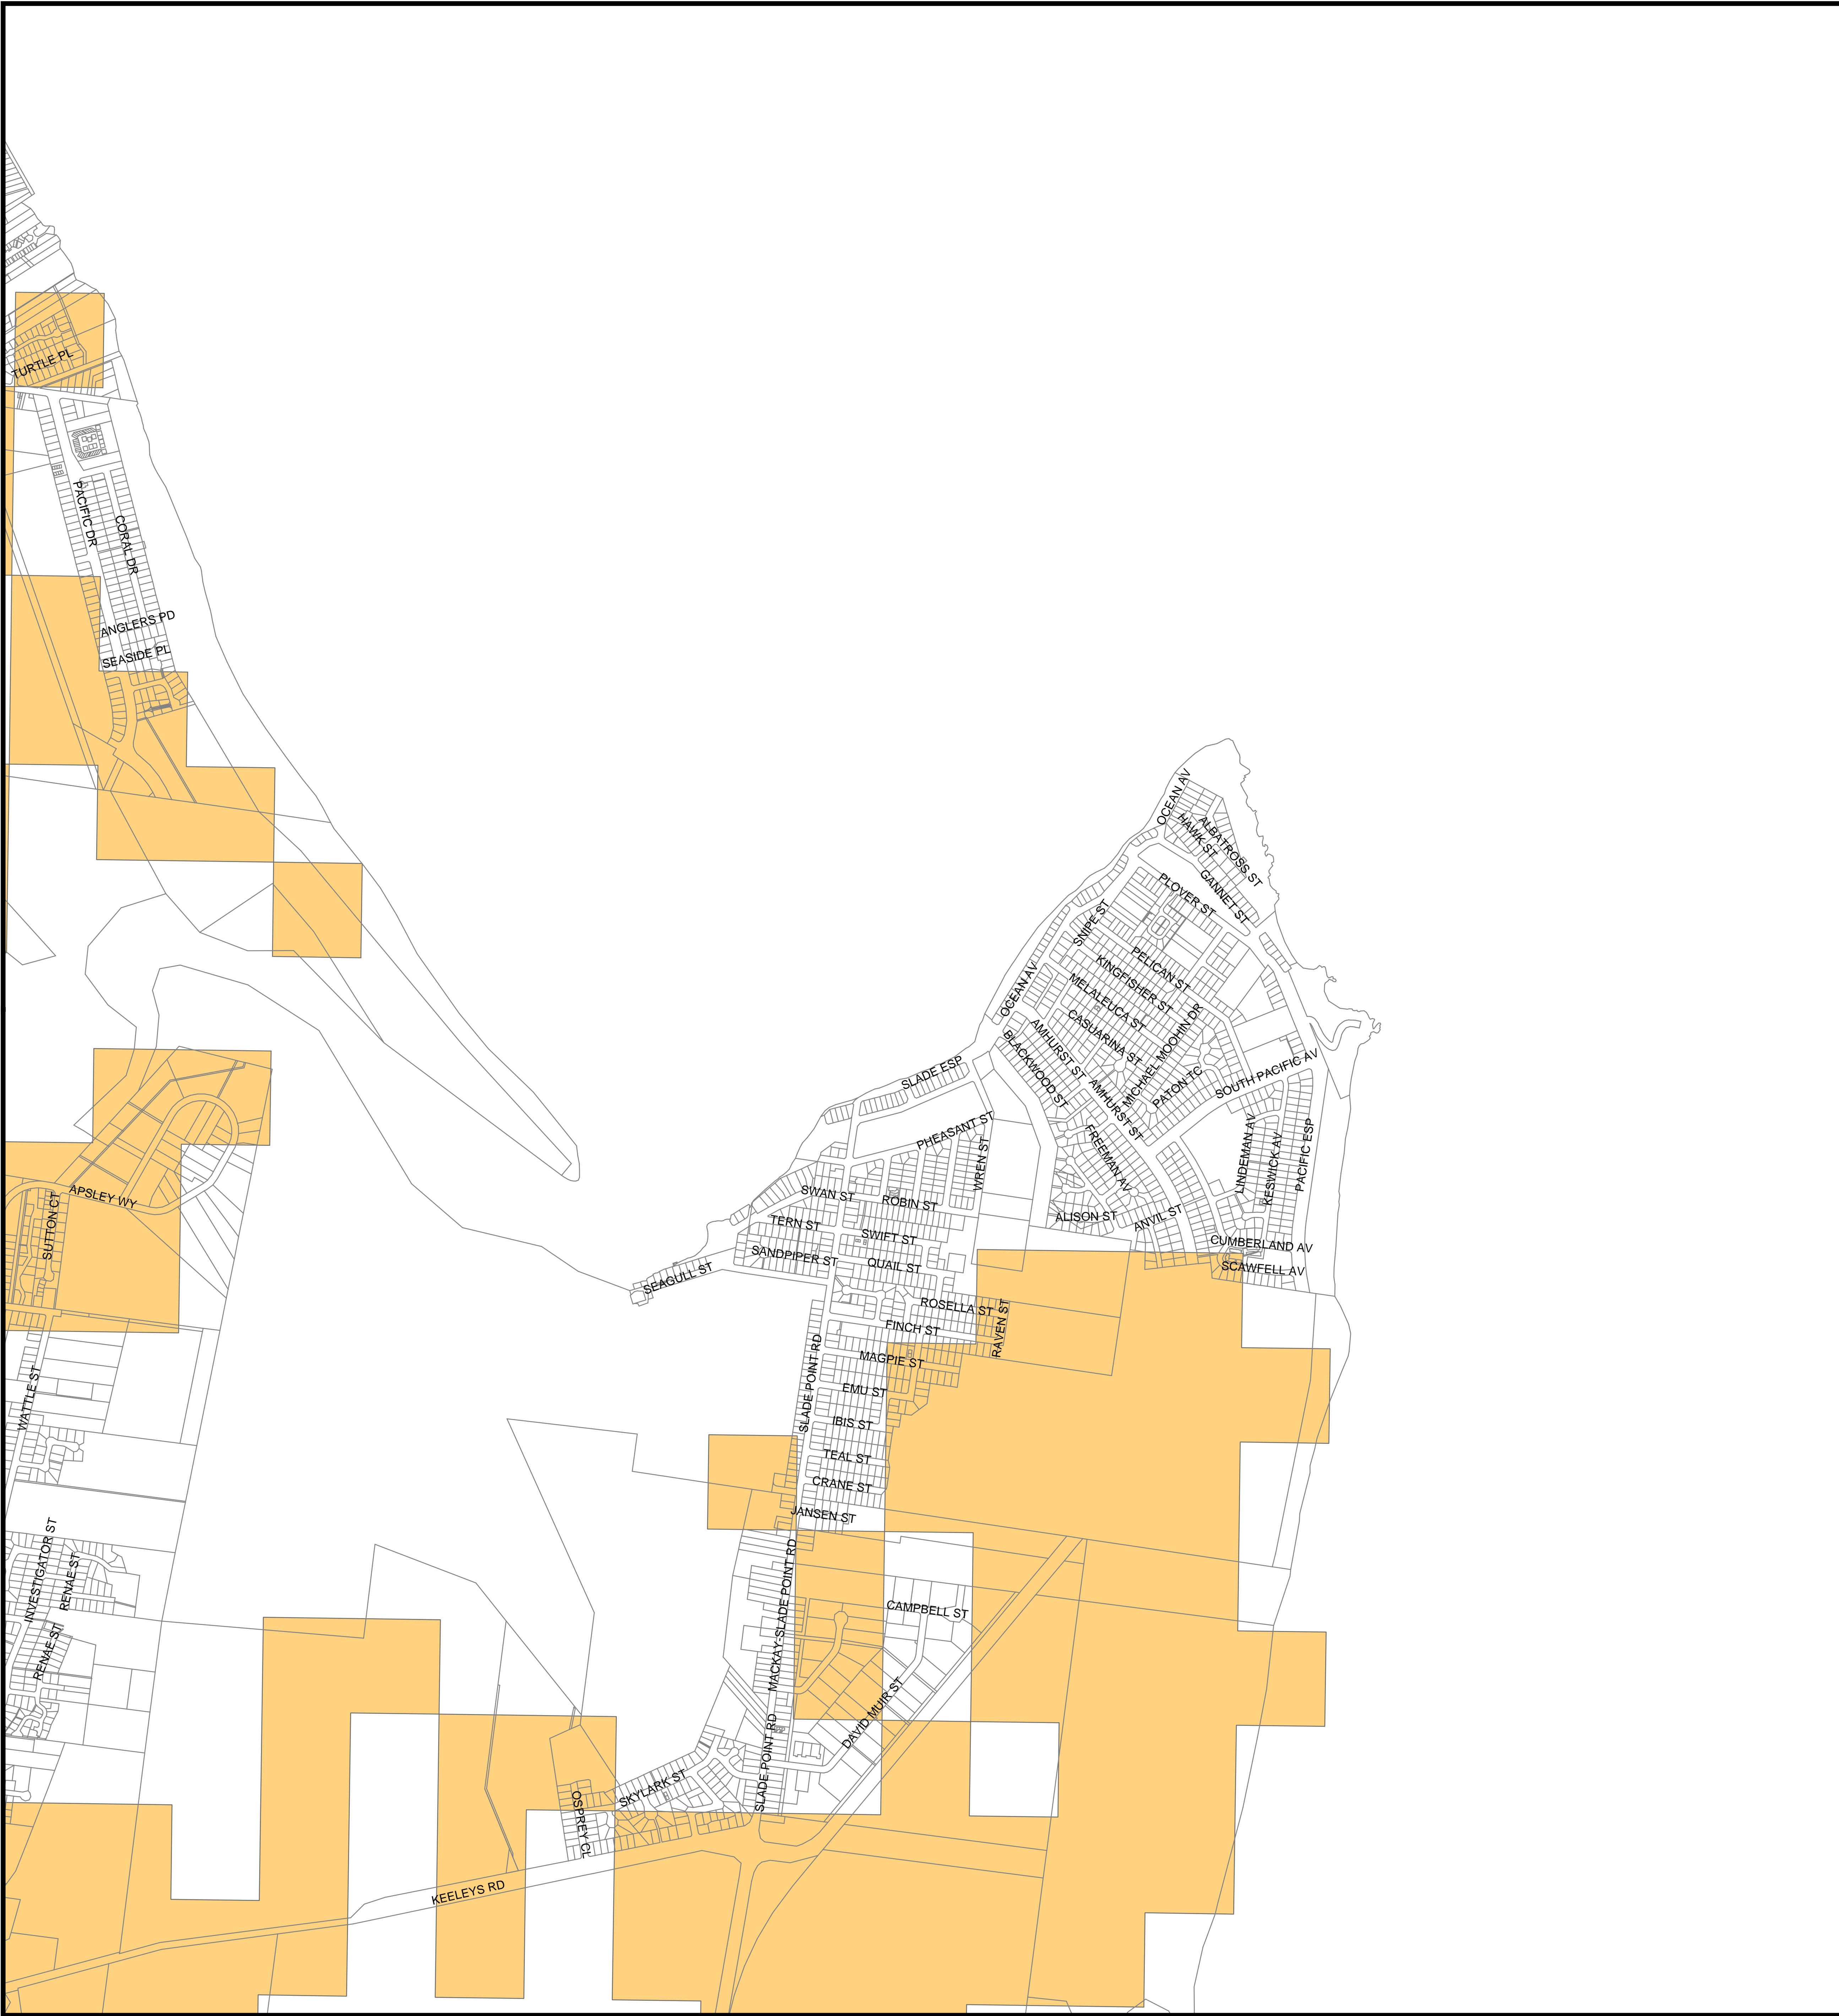 TURTLE PL
PACIFIC DR
CORAL DR
ANGLERS PD
SEASIDE PL
OCEAN AV
HAWK ST
ALBATROSS ST
GANNET ST
PLOVER ST
SNIPE ST
PELICAN ST
KINGFISHER ST
MELALEUCA ST
OCEAN AV
CASUARINA ST
MICHAEL MOOHIN DR
AMHURST ST
BLACKWOOD ST
SLADE ESP
SOUTH PACIFIC AV
PATON TC
AMHURST ST
PHEASANT ST
WREN ST
FREEMAN AV
LINDEMAN AV
KESWICK AV
PACIFIC ESP
APSLEY WY
SUTTON CT
SWAN ST
ROBIN ST
TERN ST
SWIFT ST
ALISON ST
ANVIL ST
CUMBERLAND AV
SANDPIPER ST
QUAIL ST
SCAWFELL AV
SEAGULL ST
ROSELLA ST
RAVEN ST
FINCH ST
MAGPIE ST
SLADE POINT RD
WATTLE ST
EMU ST
IBIS ST
TEAL ST
CRANE ST
JANSEN ST
INVESTIGATOR ST
RENAE ST
MACKAY-SLADE POINT RD
CAMPBELL ST
RENAE ST
DAVID MUIR ST
SLADE POINT RD
SKYLARK ST
OSPREY CL
KEELEYS RD